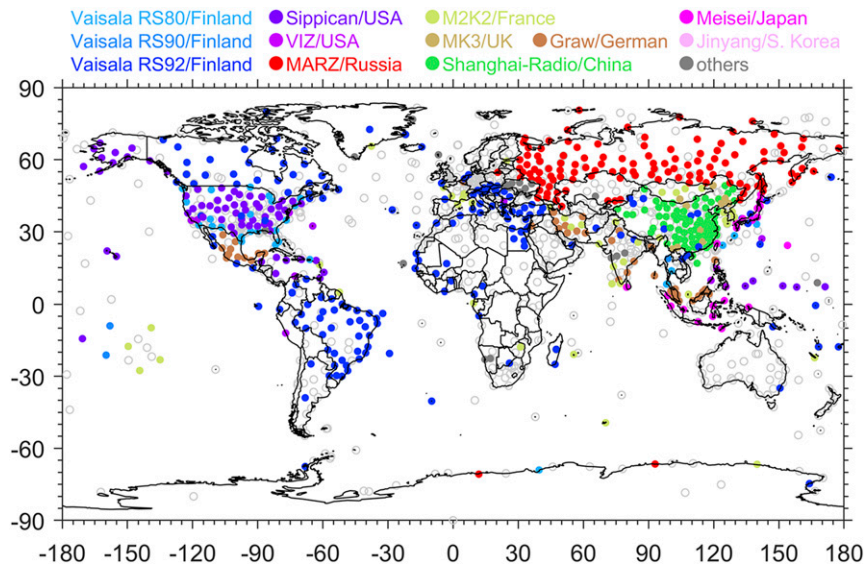 Vaisala RS80/Finland Sippican/USA M2K2/France Meisei/Japan
Vaisala RS90/Finland VIZ/USA MK3/UK Graw/German Jinyang/S. Korea
Vaisala RS92/Finland MARZ/Russia Shanghai-Radio/China others
90
60
30
0
-30
-60
-90
-180 -150 -120 -90 -60 -30 0 30 60 90 120 150 180